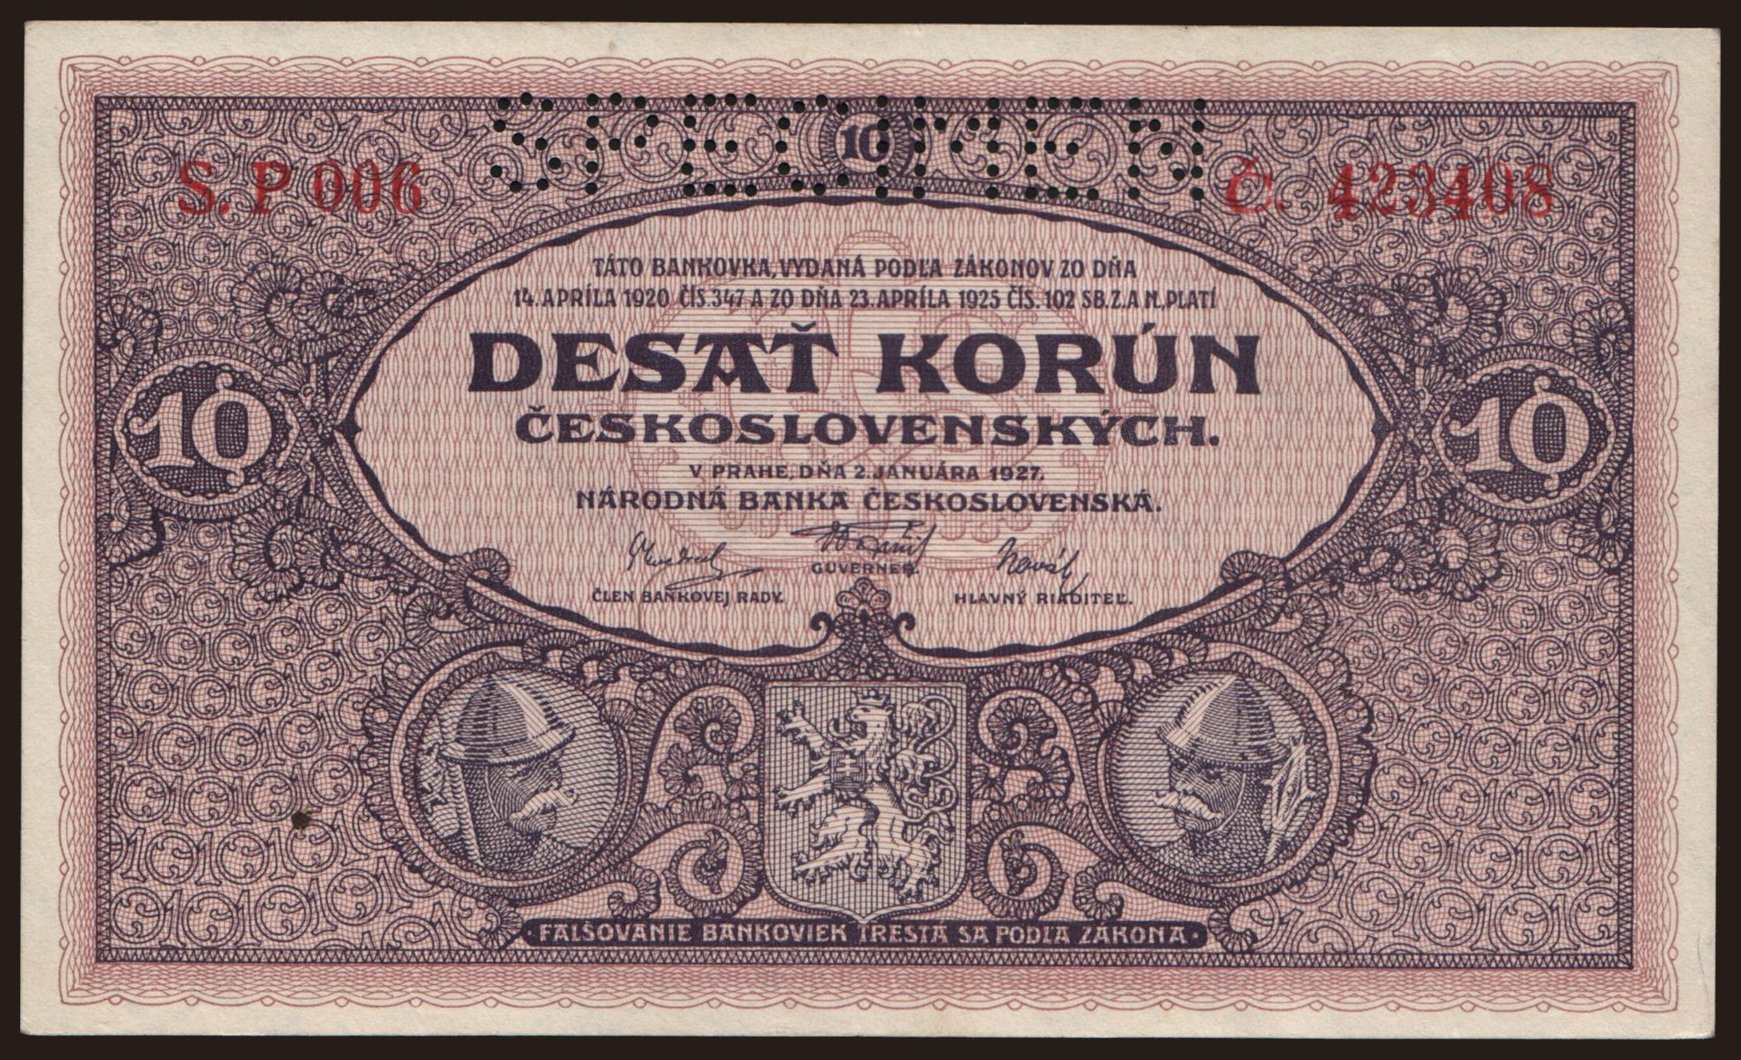 SPECIMEN
10
S. P 006
Č. 423408
TÁTO BANKOVKA, VYDANÁ PODĽA ZÁKONOV ZO DŇA
14. APRÍLA 1920 ČÍS. 347 A ZO DŇA 23. APRÍLA 1925 ČÍS. 102 SB. Z. A N. PLATÍ
DESAŤ KORÚN
ČESKOSLOVENSKÝCH.
10
10
V PRAHE, DŇA 2. JANUÁRA 1927.
NÁRODNÁ BANKA ČESKOSLOVENSKÁ.
GUVERNER.
ČLEN BAŇKOVEJ RADY.
HLAVNÝ RIADITEĽ.
FALŠOVANIE BANKOVIEK TRESTÁ SA PODĽA ZÁKONA